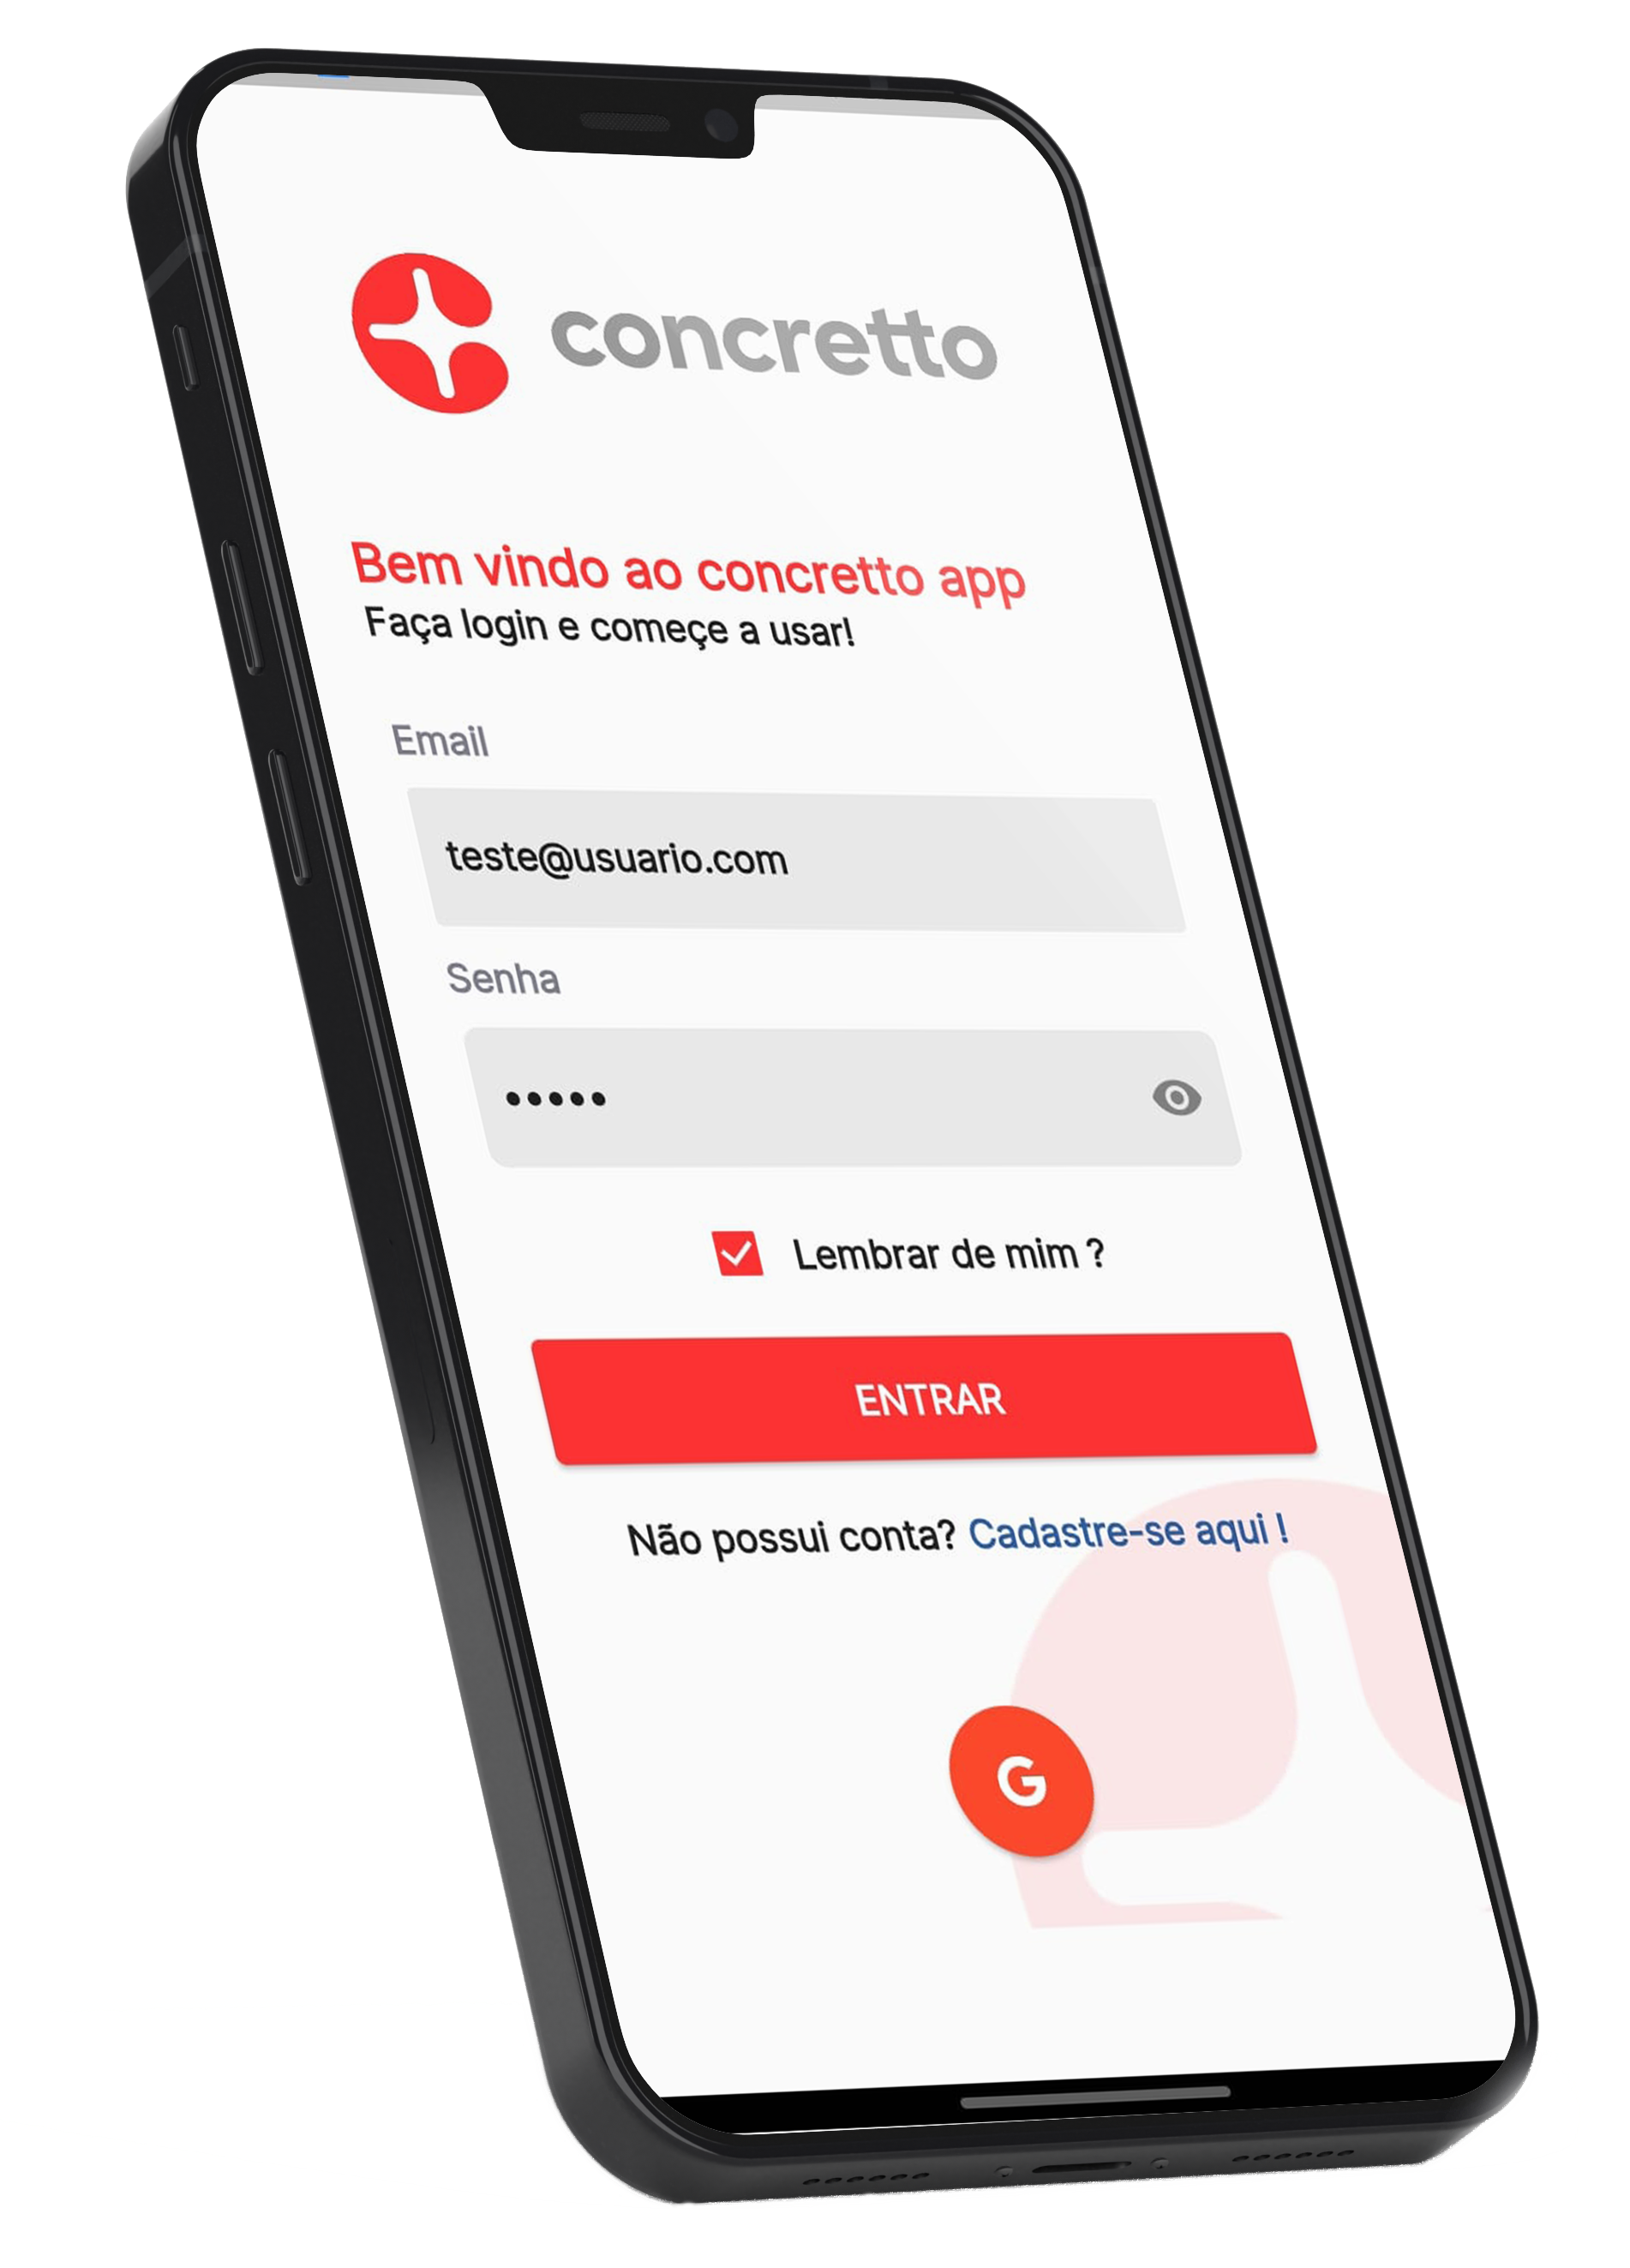 concretto
Bem vindo ao concretto app
Faça login e começe a usar!
Email
teste@usuario.com
Senha
•••••
Lembrar de mim ?
ENTRAR
Não possui conta? Cadastre-se aqui !
G